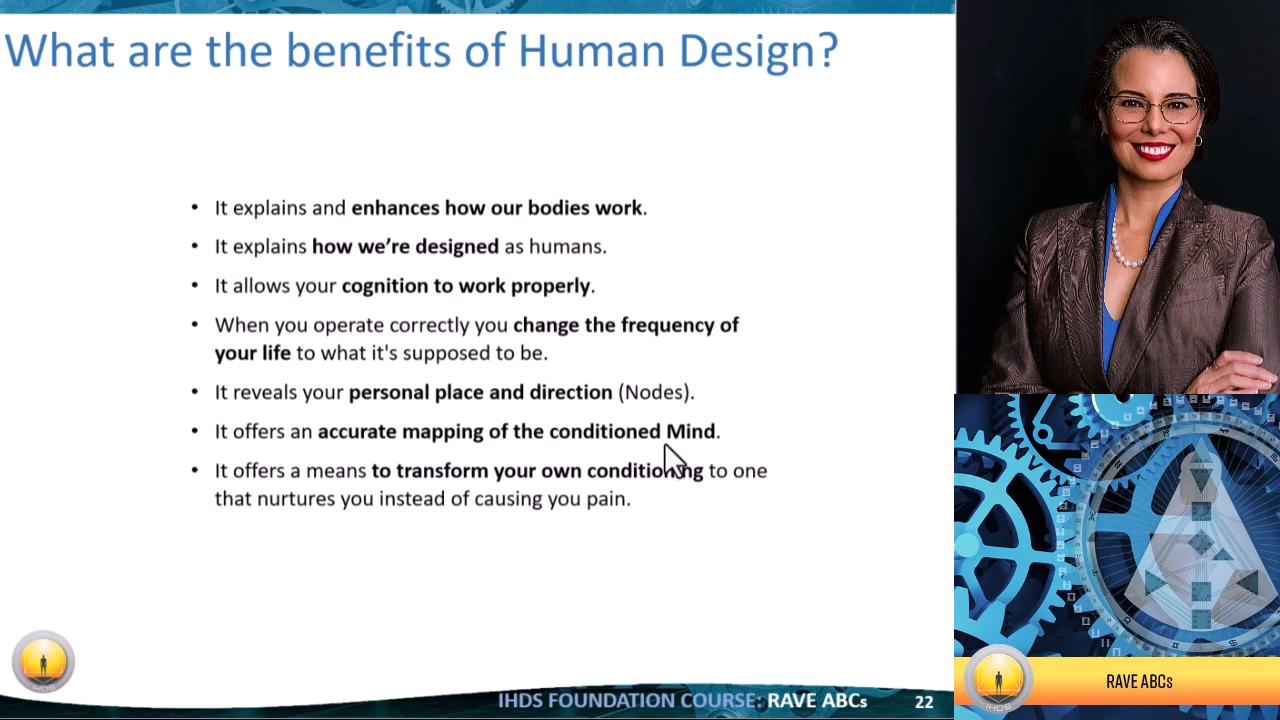 What are the benefits of Human Design?
• It explains and enhances how our bodies work.
• It explains how we’re designed as humans.
• It allows your cognition to work properly.
• When you operate correctly you change the frequency of
your life to what it's supposed to be.
• It reveals your personal place and direction (Nodes).
• It offers an accurate mapping of the conditioned Mind.
• It offers a means to transform your own conditioning to one
that nurtures you instead of causing you pain.
IHDS
IHDS FOUNDATION COURSE: RAVE ABCs
22
IHDS
RAVE ABCs